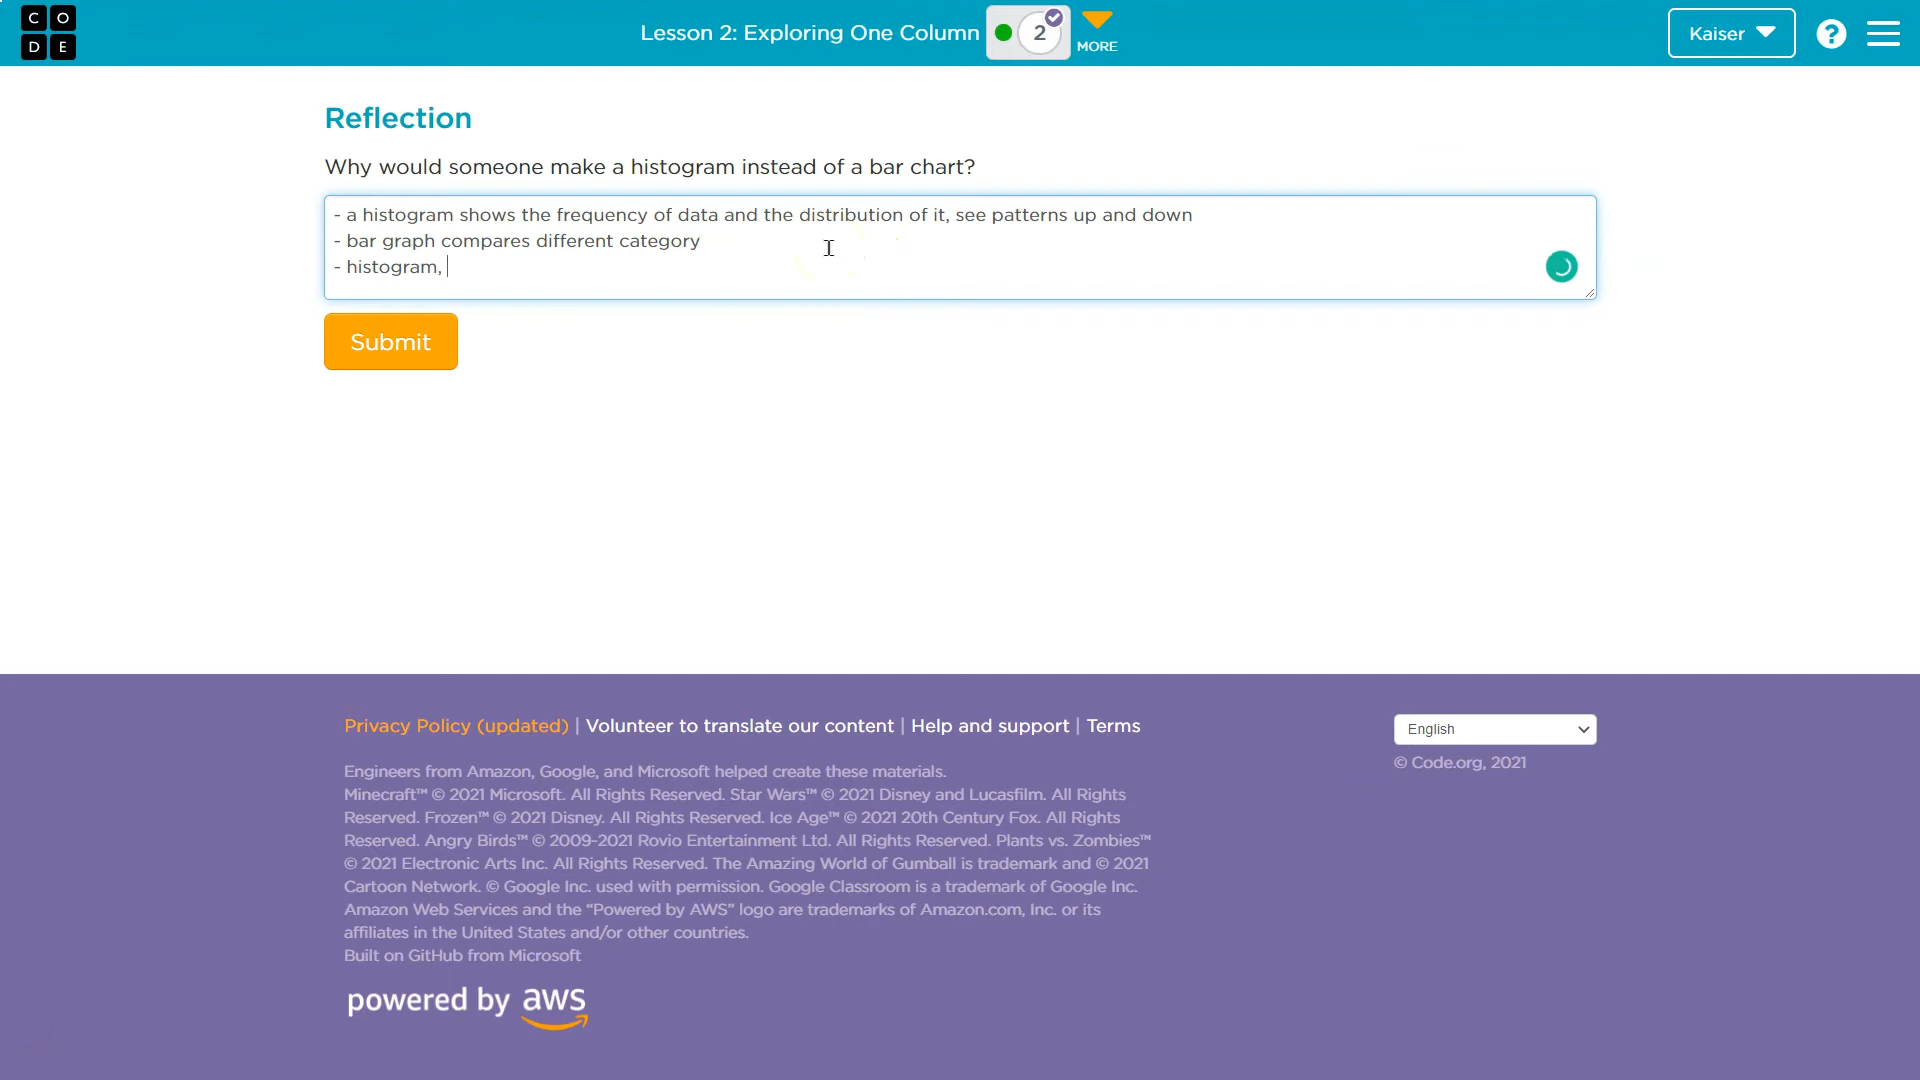 C O
D E
Lesson 2: Exploring One Column
2
MORE
Kaiser
?
Reflection
Why would someone make a histogram instead of a bar chart?
- a histogram shows the frequency of data and the distribution of it, see patterns up and down
- bar graph compares different category
- histogram,
Submit
Privacy Policy (updated) | Volunteer to translate our content | Help and support | Terms
English
© Code.org, 2021
Engineers from Amazon, Google, and Microsoft helped create these materials.
Minecraft™ © 2021 Microsoft. All Rights Reserved. Star Wars™ © 2021 Disney and Lucasfilm. All Rights
Reserved. Frozen™ © 2021 Disney. All Rights Reserved. Ice Age™ © 2021 20th Century Fox. All Rights
Reserved. Angry Birds™ © 2009-2021 Rovio Entertainment Ltd. All Rights Reserved. Plants vs. Zombies™
© 2021 Electronic Arts Inc. All Rights Reserved. The Amazing World of Gumball is trademark and © 2021
Cartoon Network. © Google Inc. used with permission. Google Classroom is a trademark of Google Inc.
Amazon Web Services and the “Powered by AWS” logo are trademarks of Amazon.com, Inc. or its
affiliates in the United States and/or other countries.
Built on GitHub from Microsoft
powered by aws